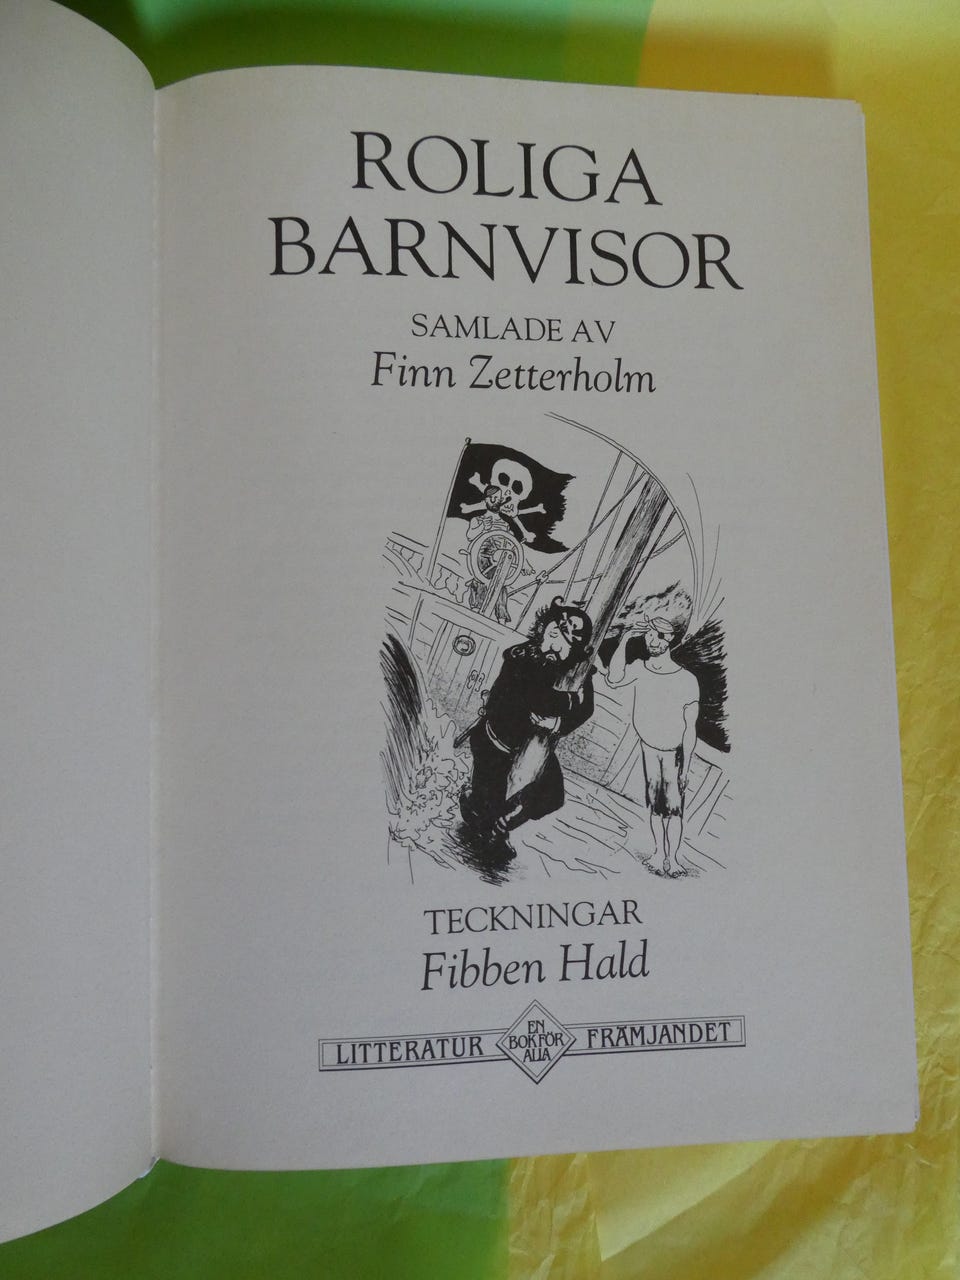 ROLIGA
BARNVISOR
SAMLADE AV
Finn Zetterholm
TECKNINGAR
Fibben Hald
LITTERATUR
EN
BOK FÖR
ALLA
FRÄMJANDET